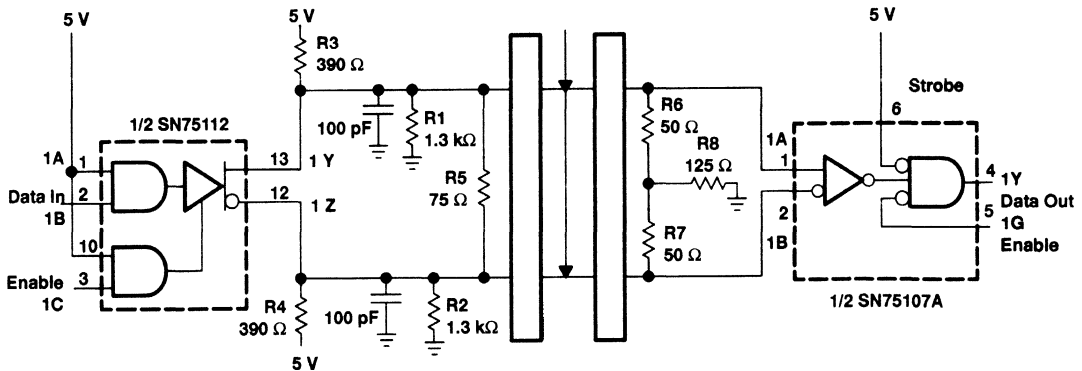 5 V
5 V
5 V
R3
390 Ω
Strobe
6
R6
50 Ω
R1
1.3 kΩ
100 pF
1/2 SN75112
R8
125 Ω
1A
1
1A
1
13
1 Y
4
1Y
R5
75 Ω
12
1 Z
Data In
2
1B
Data Out
5
2
1G
1B
Enable
R7
50 Ω
10
Enable
3
1C
R4
390 Ω
100 pF
R2
1.3 kΩ
1/2 SN75107A
5 V